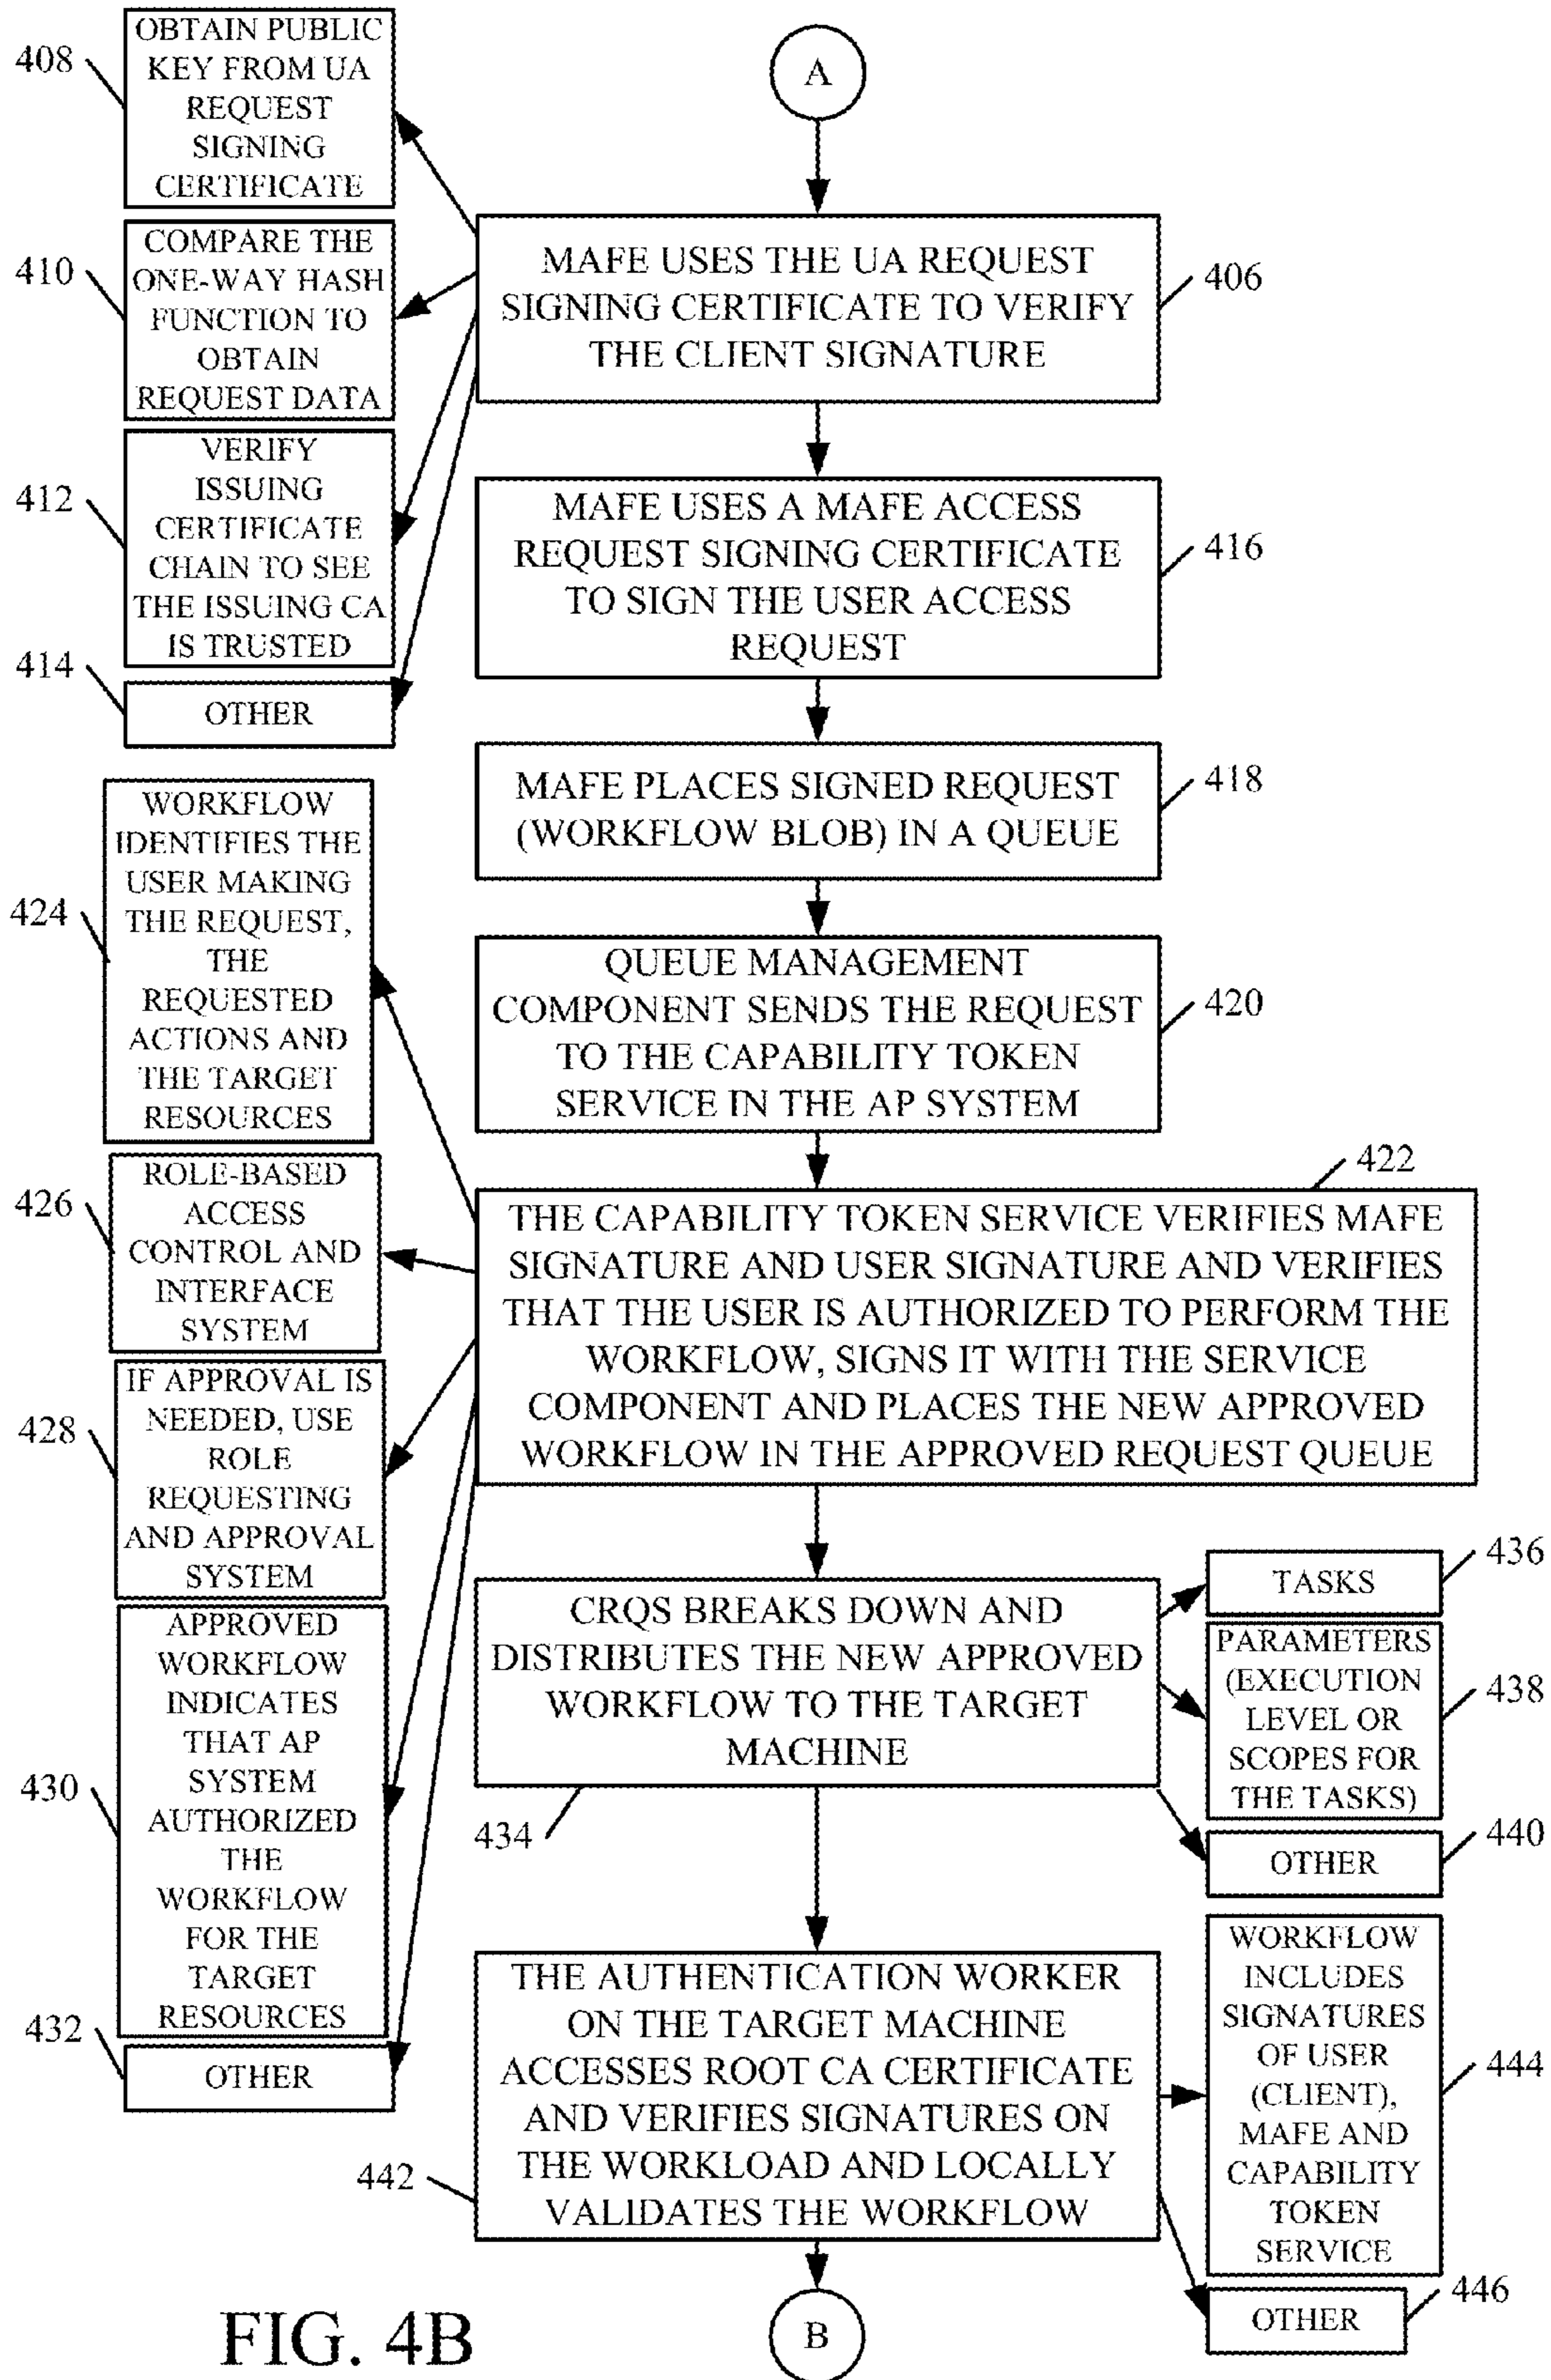 A
408
OBTAIN PUBLIC
KEY FROM UA
REQUEST
SIGNING
CERTIFICATE
410
COMPARE THE
ONE-WAY HASH
FUNCTION TO
OBTAIN
REQUEST DATA
412
VERIFY
ISSUING
CERTIFICATE
CHAIN TO SEE
THE ISSUING CA
IS TRUSTED
414
OTHER
MAFE USES THE UA REQUEST
SIGNING CERTIFICATE TO VERIFY
THE CLIENT SIGNATURE
406
MAFE USES A MAFE ACCESS
REQUEST SIGNING CERTIFICATE
TO SIGN THE USER ACCESS
REQUEST
416
MAFE PLACES SIGNED REQUEST
(WORKFLOW BLOB) IN A QUEUE
418
QUEUE MANAGEMENT
COMPONENT SENDS THE REQUEST
TO THE CAPABILITY TOKEN
SERVICE IN THE AP SYSTEM
420
424
WORKFLOW
IDENTIFIES THE
USER MAKING
THE REQUEST,
THE
REQUESTED
ACTIONS AND
THE TARGET
RESOURCES
426
ROLE-BASED
ACCESS
CONTROL AND
INTERFACE
SYSTEM
428
IF APPROVAL IS
NEEDED, USE
ROLE
REQUESTING
AND APPROVAL
SYSTEM
430
APPROVED
WORKFLOW
INDICATES
THAT AP
SYSTEM
AUTHORIZED
THE
WORKFLOW
FOR THE
TARGET
RESOURCES
432
OTHER
422
THE CAPABILITY TOKEN SERVICE VERIFIES MAFE
SIGNATURE AND USER SIGNATURE AND VERIFIES
THAT THE USER IS AUTHORIZED TO PERFORM THE
WORKFLOW, SIGNS IT WITH THE SERVICE
COMPONENT AND PLACES THE NEW APPROVED
WORKFLOW IN THE APPROVED REQUEST QUEUE
CRQS BREAKS DOWN AND
DISTRIBUTES THE NEW APPROVED
WORKFLOW TO THE TARGET
MACHINE
434
TASKS
436
PARAMETERS
(EXECUTION
LEVEL OR
SCOPES FOR
THE TASKS)
438
OTHER
440
THE AUTHENTICATION WORKER
ON THE TARGET MACHINE
ACCESSES ROOT CA CERTIFICATE
AND VERIFIES SIGNATURES ON
THE WORKLOAD AND LOCALLY
VALIDATES THE WORKFLOW
442
WORKFLOW
INCLUDES
SIGNATURES
OF USER
(CLIENT),
MAFE AND
CAPABILITY
TOKEN
SERVICE
444
OTHER
446
B
FIG. 4B